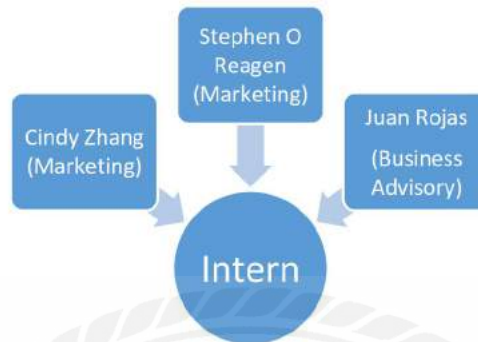 Stephen O
Reagen
(Marketing)
Cindy Zhang
(Marketing)
Juan Rojas
(Business
Advisory)
Intern